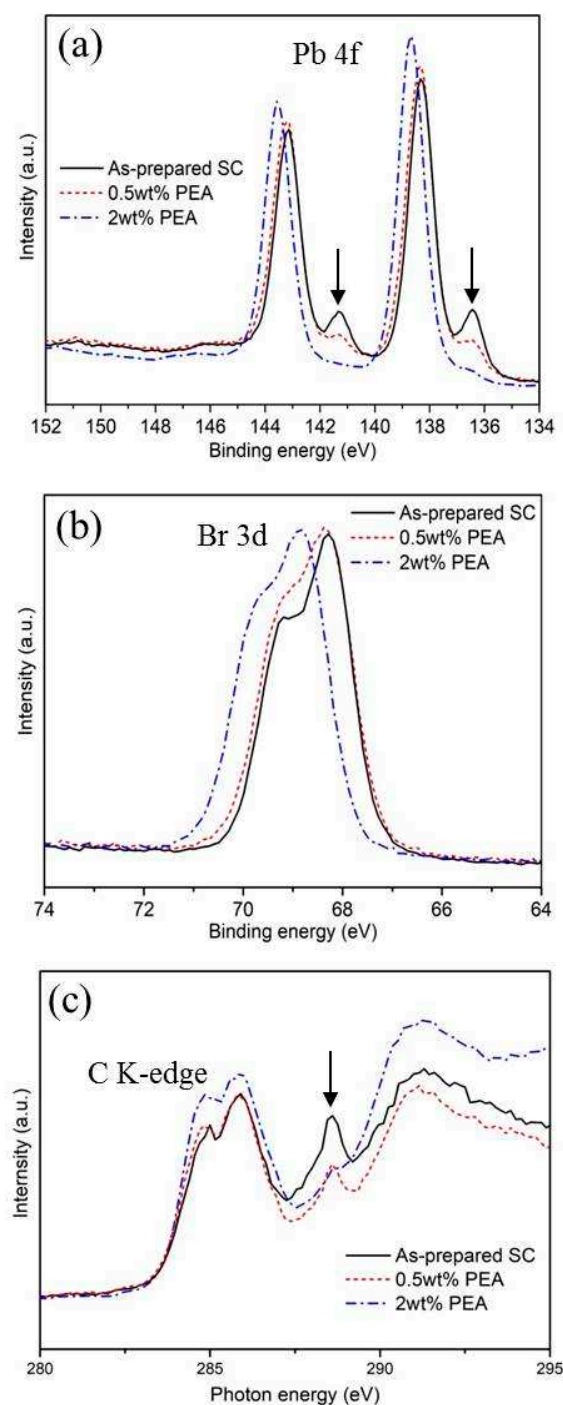 (a)
Pb 4f
As-prepared SC
0.5wt% PEA
2wt% PEA
Intensity (a.u.)
152 150 148 146 144 142 140 138 136 134
Binding energy (eV)
(b)
Br 3d
As-prepared SC
0.5wt% PEA
2wt% PEA
Intensity (a.u.)
74 72 70 68 66 64
Binding energy (eV)
(c)
C K-edge
Internsity (a.u.)
As-prepared SC
0.5wt% PEA
2wt% PEA
280 285 290 295
Photon energy (eV)